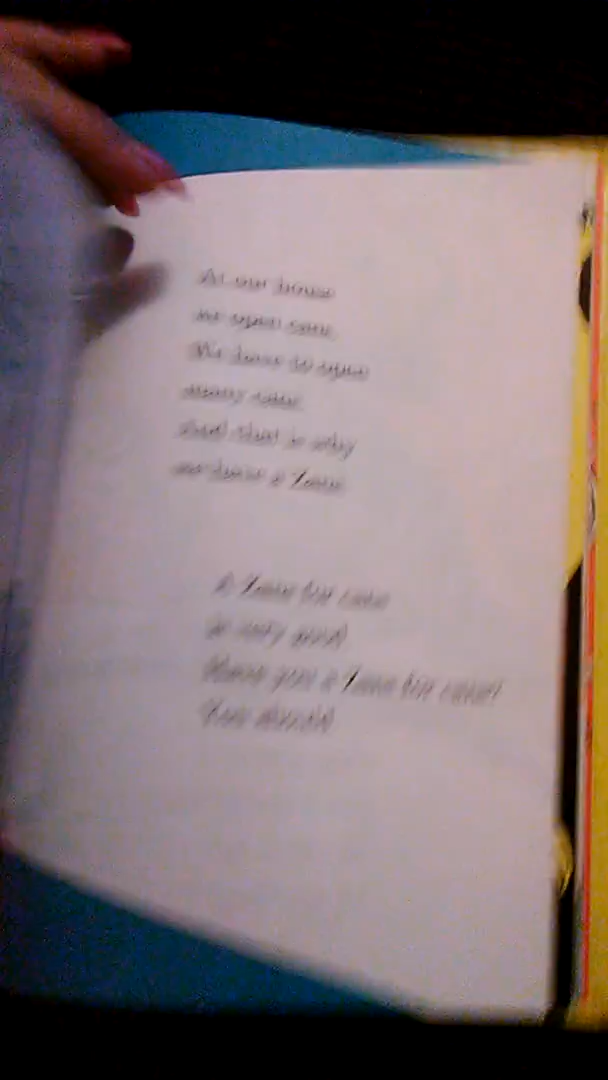 At our house
we open cans.
We have to open
many cans.
And that is why
we have a Zans.
A Zans for cans
is very good.
Have you a Zans for cans?
You should.